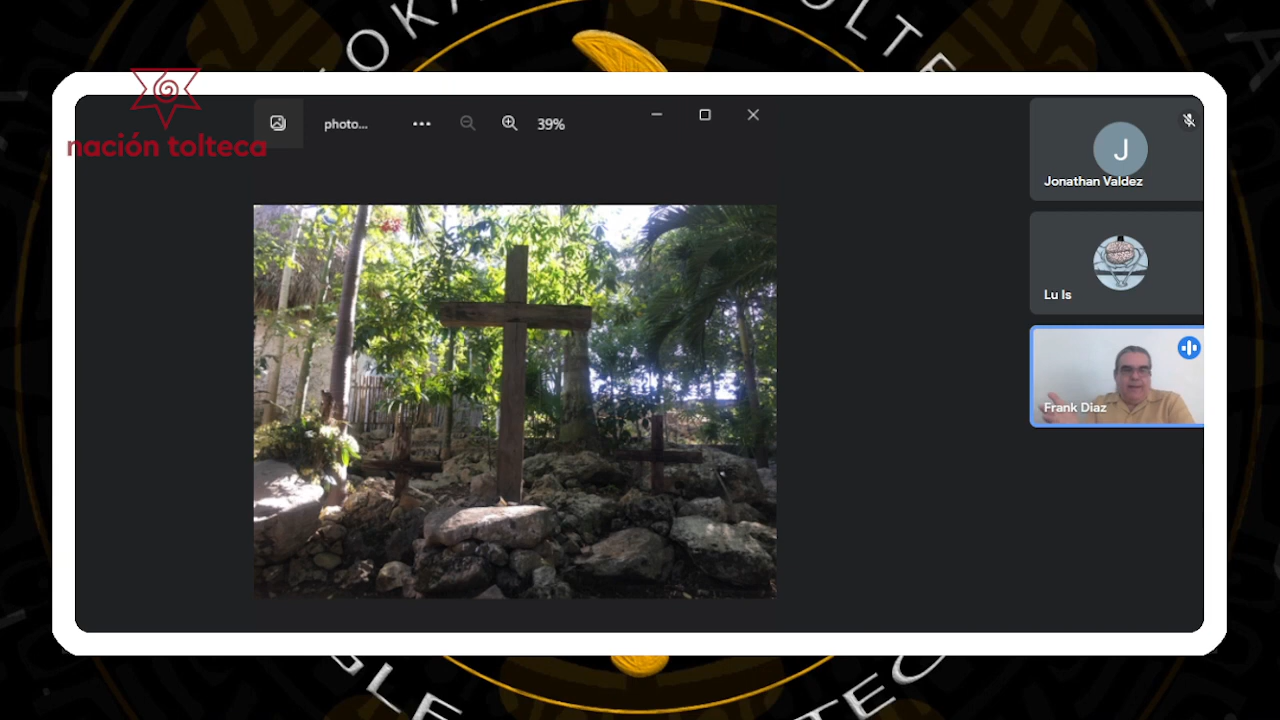 nación tolteca
photo...
39%
J
Jonathan Valdez
Lu Is
Frank Diaz